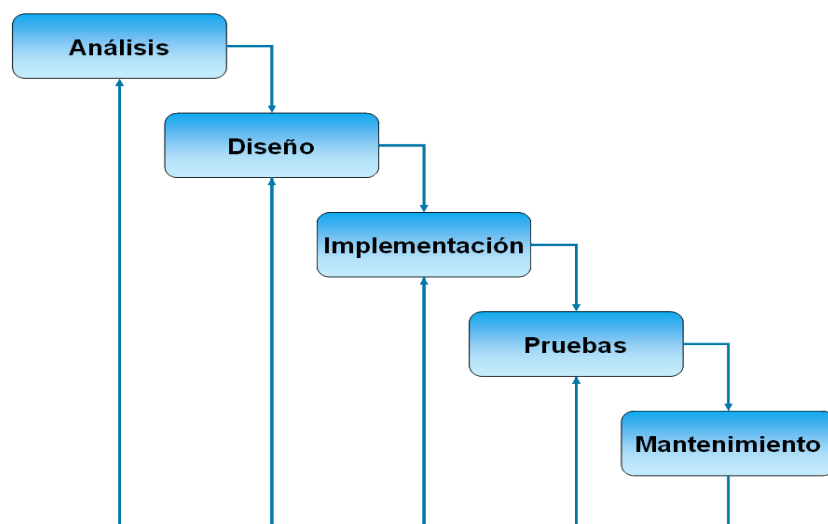 Análisis
Diseño
Implementación
Pruebas
Mantenimiento